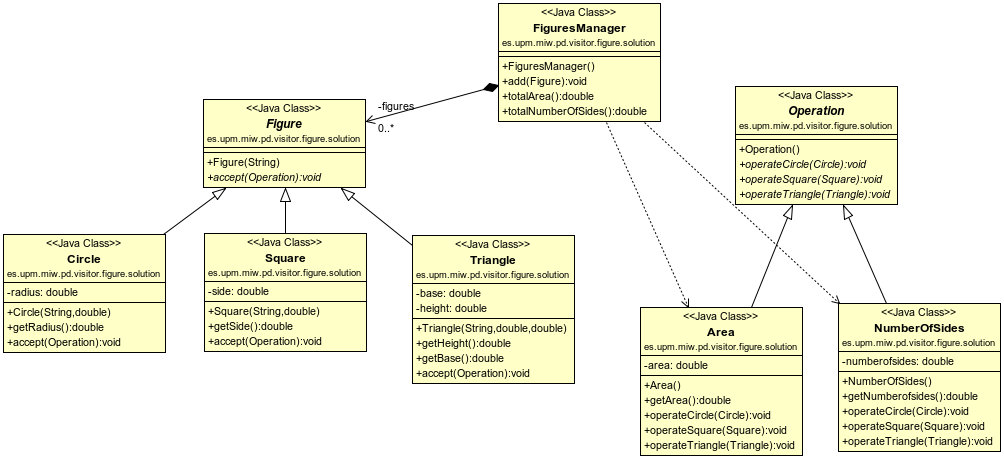 <<Java Class>>
FiguresManager
es.upm.miw.pd.visitor.figure.solution
+FiguresManager()
+add(Figure):void
+totalArea():double
+totalNumberOfSides():double
-figures
0..*
<<Java Class>>
Figure
es.upm.miw.pd.visitor.figure.solution
+Figure(String)
+accept(Operation):void
<<Java Class>>
Operation
es.upm.miw.pd.visitor.figure.solution
+Operation()
+operateCircle(Circle):void
+operateSquare(Square):void
+operateTriangle(Triangle):void
<<Java Class>>
Circle
es.upm.miw.pd.visitor.figure.solution
-radius: double
+Circle(String,double)
+getRadius():double
+accept(Operation):void
<<Java Class>>
Square
es.upm.miw.pd.visitor.figure.solution
-side: double
+Square(String,double)
+getSide():double
+accept(Operation):void
<<Java Class>>
Triangle
es.upm.miw.pd.visitor.figure.solution
-base: double
-height: double
+Triangle(String,double,double)
+getHeight():double
+getBase():double
+accept(Operation):void
<<Java Class>>
Area
es.upm.miw.pd.visitor.figure.solution
-area: double
+Area()
+getArea():double
+operateCircle(Circle):void
+operateSquare(Square):void
+operateTriangle(Triangle):void
<<Java Class>>
NumberOfSides
es.upm.miw.pd.visitor.figure.solution
-numberofsides: double
+NumberOfSides()
+getNumberofsides():double
+operateCircle(Circle):void
+operateSquare(Square):void
+operateTriangle(Triangle):void